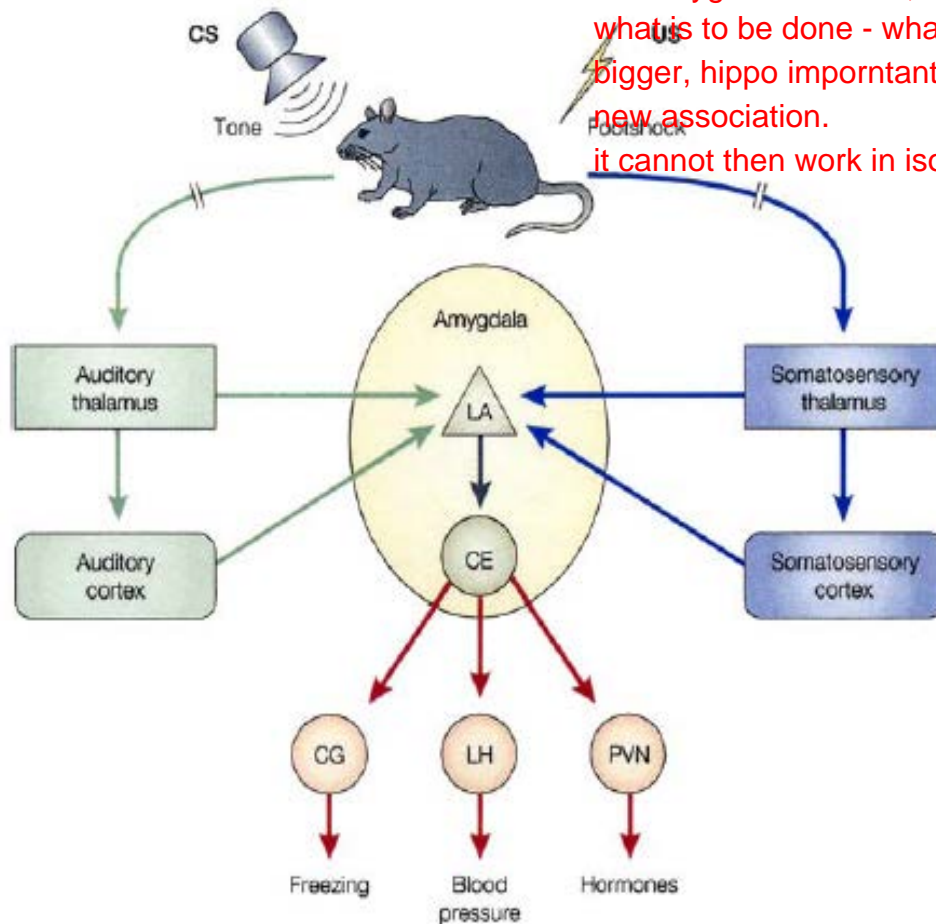 what is to be done - wha
bigger, hippo imporntant
new association.
it cannot then work in iso
CS
US
Tone
Footshock
Amygdala
Auditory
thalamus
LA
Somatosensory
thalamus
Auditory
cortex
CE
Somatosensory
cortex
CG
LH
PVN
Freezing
Blood
pressure
Hormones